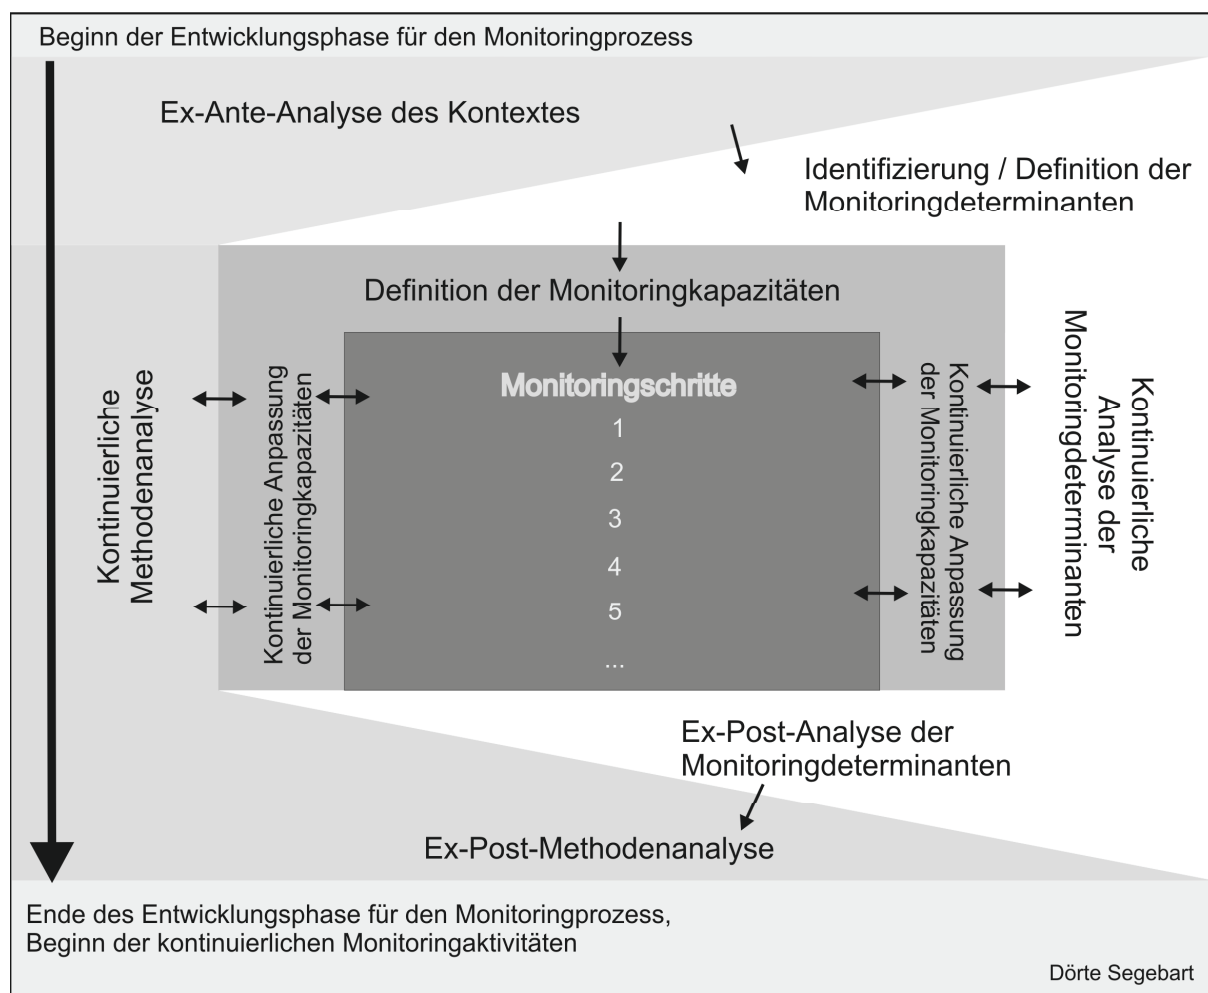 Beginn der Entwicklungsphase für den Monitoringprozess
Ex-Ante-Analyse des Kontextes
Identifizierung / Definition der
Monitoringdeterminanten
Definition der Monitoringkapazitäten
Kontinuierliche
Methodenanalyse
Kontinuierliche Anpassung
der Monitoringkapazitäten
Monitoringschritte
1
2
3
4
5
...
Kontinuierliche Anpassung
der Monitoringkapazitäten
Kontinuierliche
Analyse der
Monitoringdeterminanten
Ex-Post-Analyse der
Monitoringdeterminanten
Ex-Post-Methodenanalyse
Ende des Entwicklungsphase für den Monitoringprozess,
Beginn der kontinuierlichen Monitoringaktivitäten
Dörte Segebart